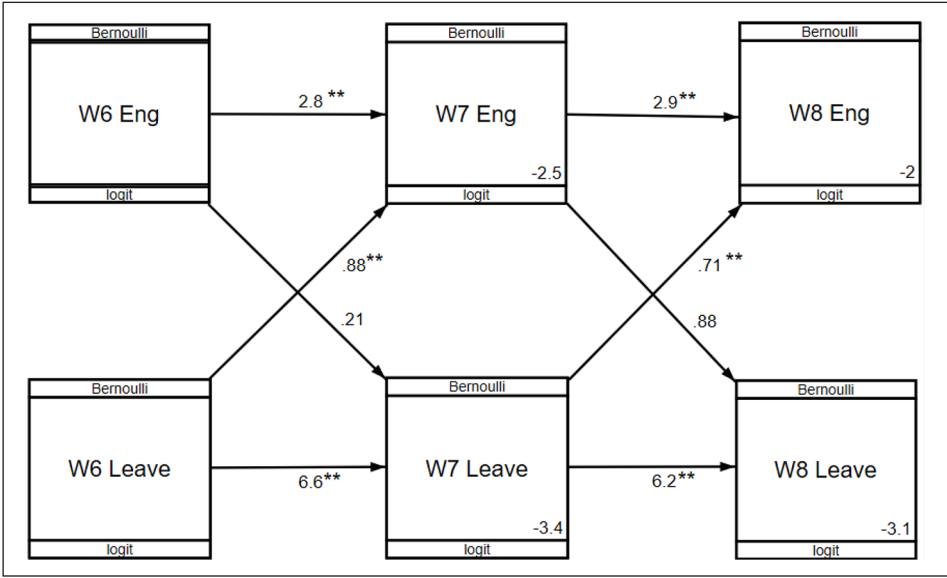 Bernoulli
W6 Eng
logit
2.8 **
Bernoulli
W7 Eng
-2.5
logit
2.9 **
Bernoulli
W8 Eng
-2
logit
.88**
.21
.71 **
.88
Bernoulli
W6 Leave
logit
6.6**
Bernoulli
W7 Leave
-3.4
logit
6.2**
Bernoulli
W8 Leave
-3.1
logit